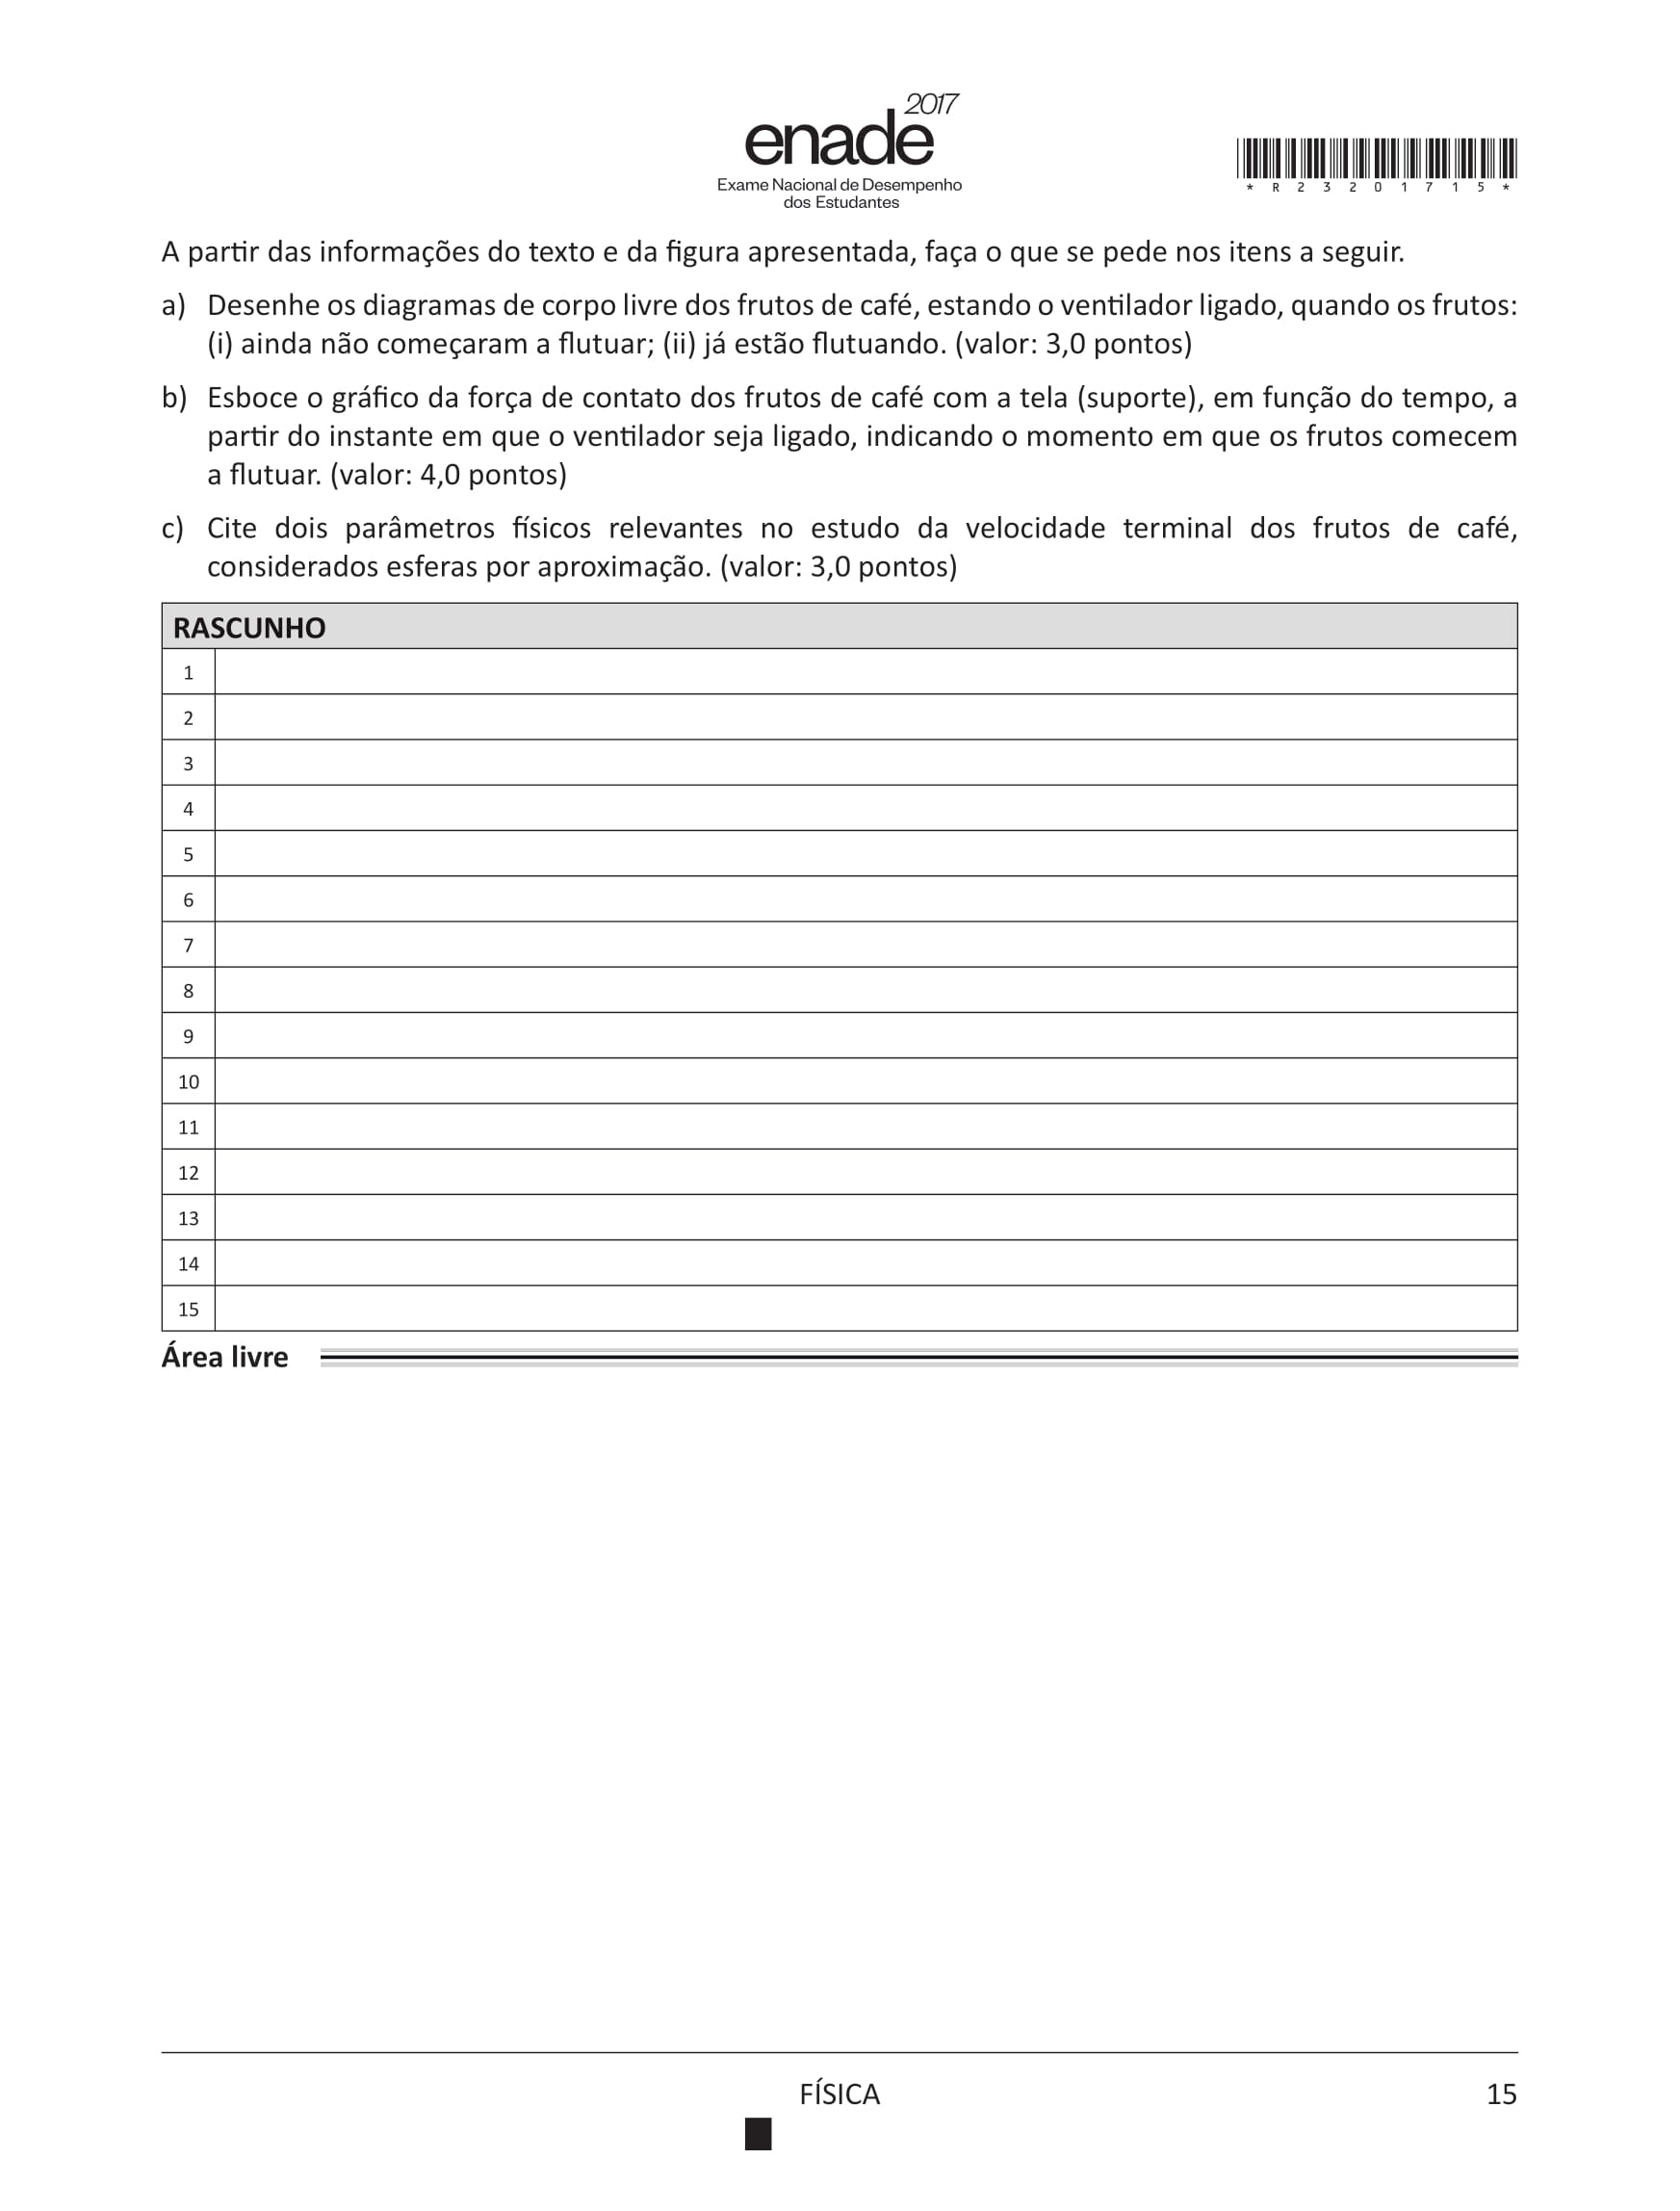 2017
enade
Exame Nacional de Desempenho
dos Estudantes
* R 2 3 2 0 1 7 1 5 *
A partir das informações do texto e da figura apresentada, faça o que se pede nos itens a seguir.
a) Desenhe os diagramas de corpo livre dos frutos de café, estando o ventilador ligado, quando os frutos:
(i) ainda não começaram a flutuar; (ii) já estão flutuando. (valor: 3,0 pontos)
b) Esboce o gráfico da força de contato dos frutos de café com a tela (suporte), em função do tempo, a
partir do instante em que o ventilador seja ligado, indicando o momento em que os frutos comecem
a flutuar. (valor: 4,0 pontos)
c) Cite dois parâmetros físicos relevantes no estudo da velocidade terminal dos frutos de café,
considerados esferas por aproximação. (valor: 3,0 pontos)
RASCUNHO
1
2
3
4
5
6
7
8
9
10
11
12
13
14
15
Área livre
FÍSICA
15